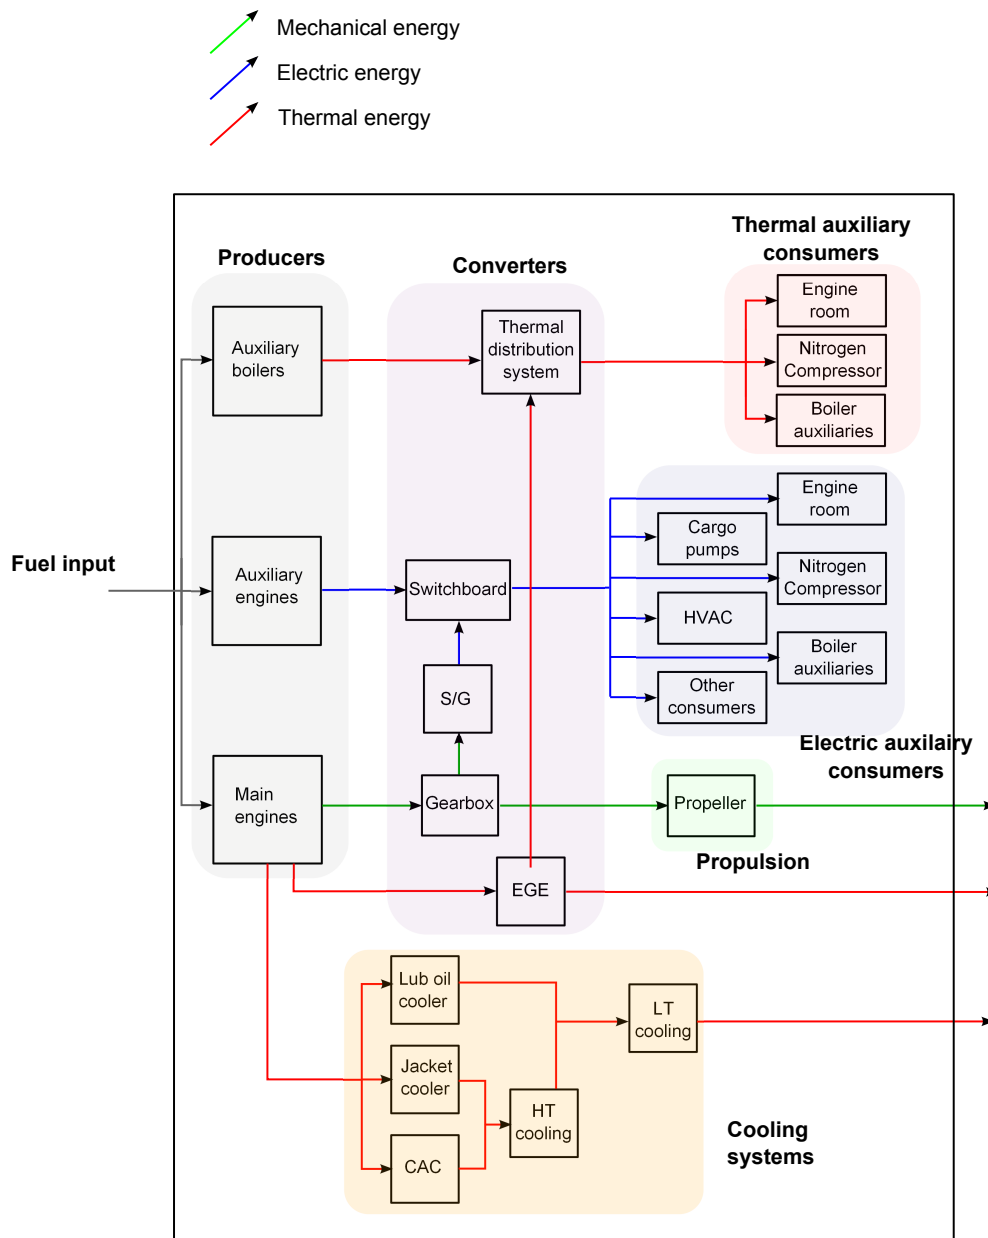 Mechanical energy
Electric energy
Thermal energy
Thermal auxiliary
consumers
Producers
Converters
Engine
room
Thermal
distribution
system
Auxiliary
boilers
Nitrogen
Compressor
Boiler
auxiliaries
Engine
room
Cargo
pumps
Fuel input
Auxiliary
engines
Switchboard
Nitrogen
Compressor
HVAC
Boiler
auxiliaries
S/G
Other
consumers
Electric auxilairy
consumers
Main
engines
Gearbox
Propeller
Propulsion
EGE
Lub oil
cooler
LT
cooling
Jacket
cooler
HT
cooling
CAC
Cooling
systems